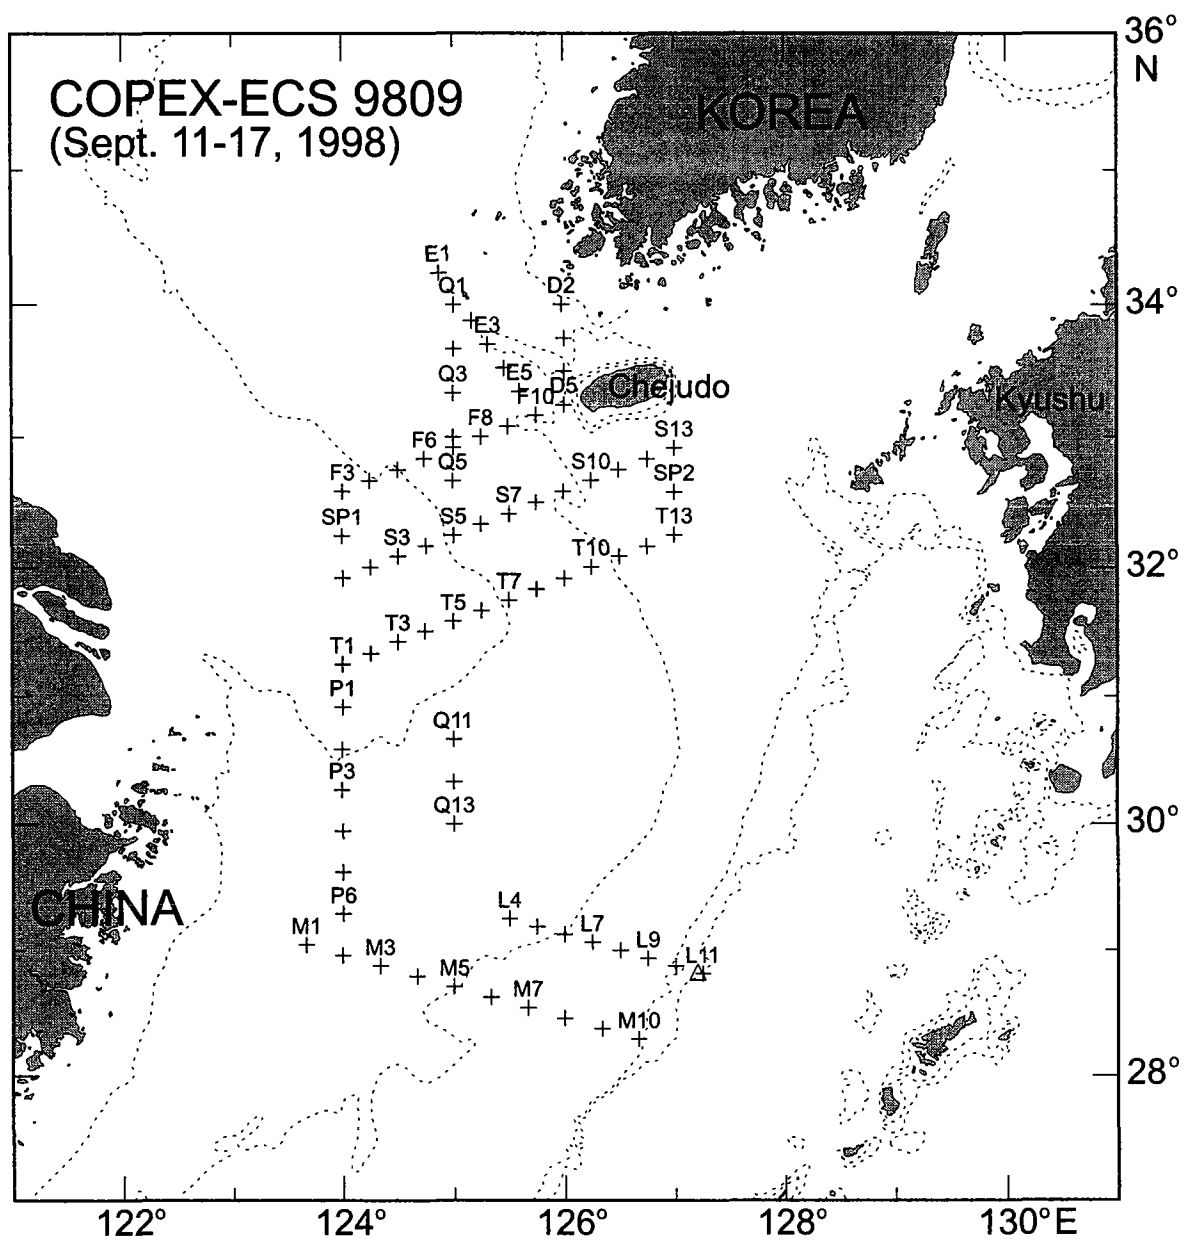 36°
N
COPEX-ECS 9809
(Sept. 11-17, 1998)
KOREA
E1
Q1
D2
34°
E3
Q3
E5
D5
F10
Chejudo
Kyushu
F8
F6
S13
Q5
F3
S10
SP2
SP1
S7
S5
T13
S3
T10
32°
T7
T5
T3
T1
P1
Q11
P3
Q13
30°
CHINA
P6
L4
M1
L7
M3
L9
L11
M5
M7
M10
28°
122°
124°
126°
128°
130°E